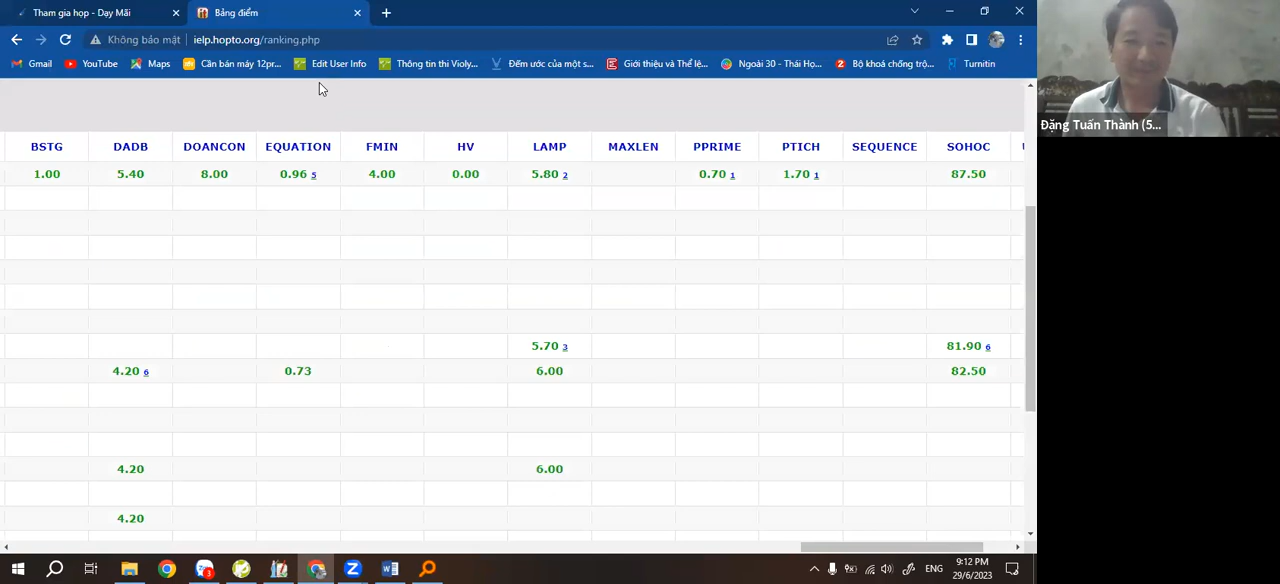 Tham gia họp - Dạy Mãi
Bảng điểm
Không bảo mật
ielp.hopto.org/ranking.php
Gmail YouTube Maps Cần bán máy 12pr... Edit User Info Thông tin thi Violy... Đếm ước của một s... Giới thiệu và Thể lệ... Ngoài 30 - Thái Họ... Bộ khoá chống trộ... Turnitin
Đặng Tuấn Thành (5...
BSTG DADB DOANCON EQUATION FMIN HV LAMP MAXLEN PPRIME PTICH SEQUENCE SOHOC
1.00 5.40 8.00 0.96 5 4.00 0.00 5.80 2 0.70 1 1.70 1 87.50
5.70 3 81.90 6
4.20 6 0.73 6.00 82.50
4.20 6.00
4.20
ENG
9:12 PM
29/6/2023